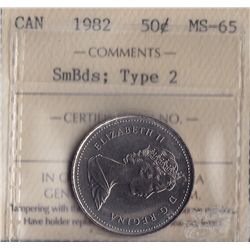 CAN 1982 50¢ MS-65
COMMENTS
SmBds; Type 2
CERTI NO.
ELIZABETH II
D·G·REGINA
IN
GEN
Tampering with
Have holder